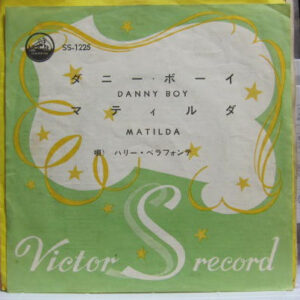 SS-1225
ダニー・ボーイ
DANNY BOY
マティルダ
MATILDA
唄) ハリー・ベラフォンテ
Victor S record